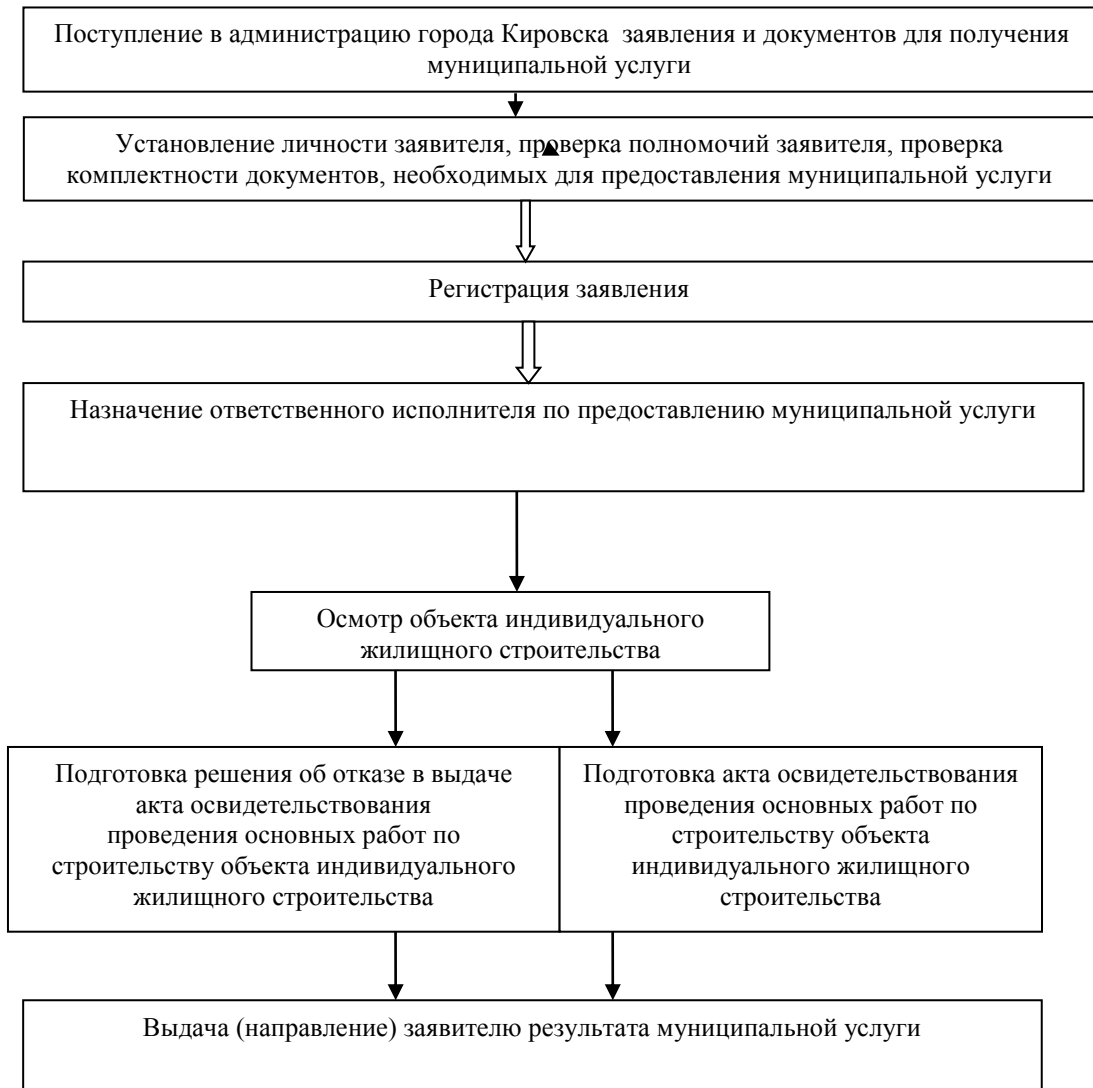 Поступление в администрацию города Кировска заявления и документов для получения
муниципальной услуги
Установление личности заявителя, проверка полномочий заявителя, проверка
комплектности документов, необходимых для предоставления муниципальной услуги
Регистрация заявления
Назначение ответственного исполнителя по предоставлению муниципальной услуги
Осмотр объекта индивидуального
жилищного строительства
Подготовка решения об отказе в выдаче
акта освидетельствования
проведения основных работ по
строительству объекта индивидуального
жилищного строительства
Подготовка акта освидетельствования
проведения основных работ по
строительству объекта
индивидуального жилищного
строительства
Выдача (направление) заявителю результата муниципальной услуги